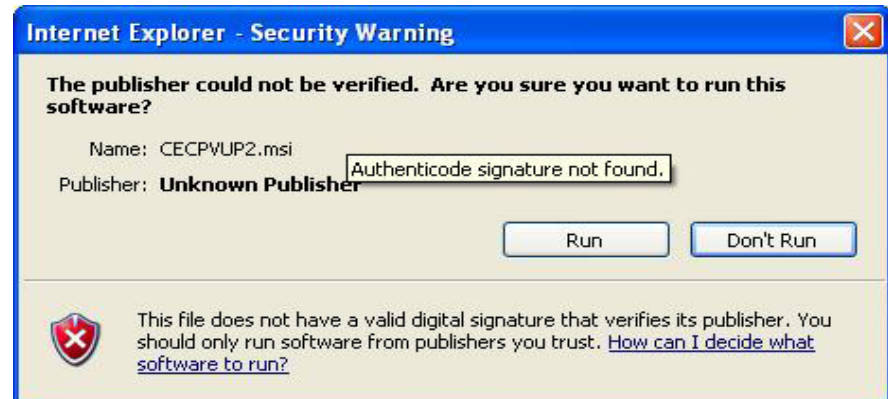 Internet Explorer - Security Warning
The publisher could not be verified. Are you sure you want to run this
software?
Name: CECPVUP2.msi
Authenticode signature not found.
Publisher: Unknown Publisher
Run Don't Run
This file does not have a valid digital signature that verifies its publisher. You
should only run software from publishers you trust. How can I decide what
software to run?